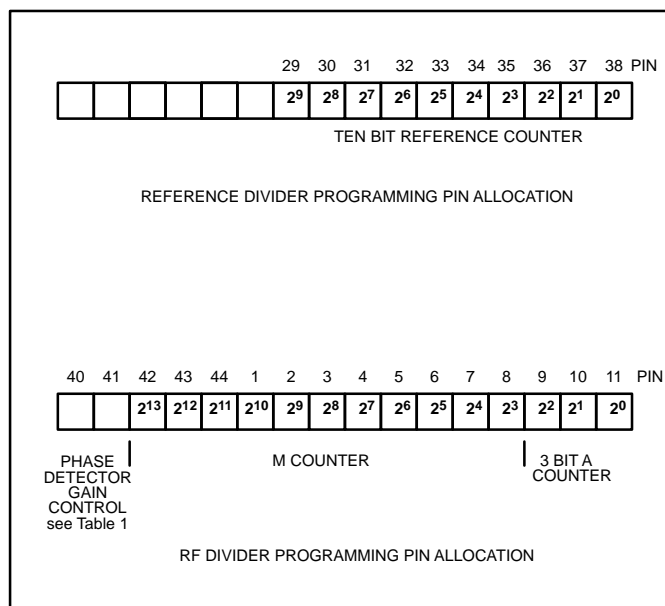 29 30 31 32 33 34 35 36 37 38 PIN
2⁹ 2⁸ 2⁷ 2⁶ 2⁵ 2⁴ 2³ 2² 2¹ 2⁰
TEN BIT REFERENCE COUNTER
REFERENCE DIVIDER PROGRAMMING PIN ALLOCATION
40 41 42 43 44 1 2 3 4 5 6 7 8 9 10 11 PIN
2¹³ 2¹² 2¹¹ 2¹⁰ 2⁹ 2⁸ 2⁷ 2⁶ 2⁵ 2⁴ 2³ 2² 2¹ 2⁰
PHASE
DETECTOR
GAIN
CONTROL
see Table 1
M COUNTER
3 BIT A
COUNTER
RF DIVIDER PROGRAMMING PIN ALLOCATION